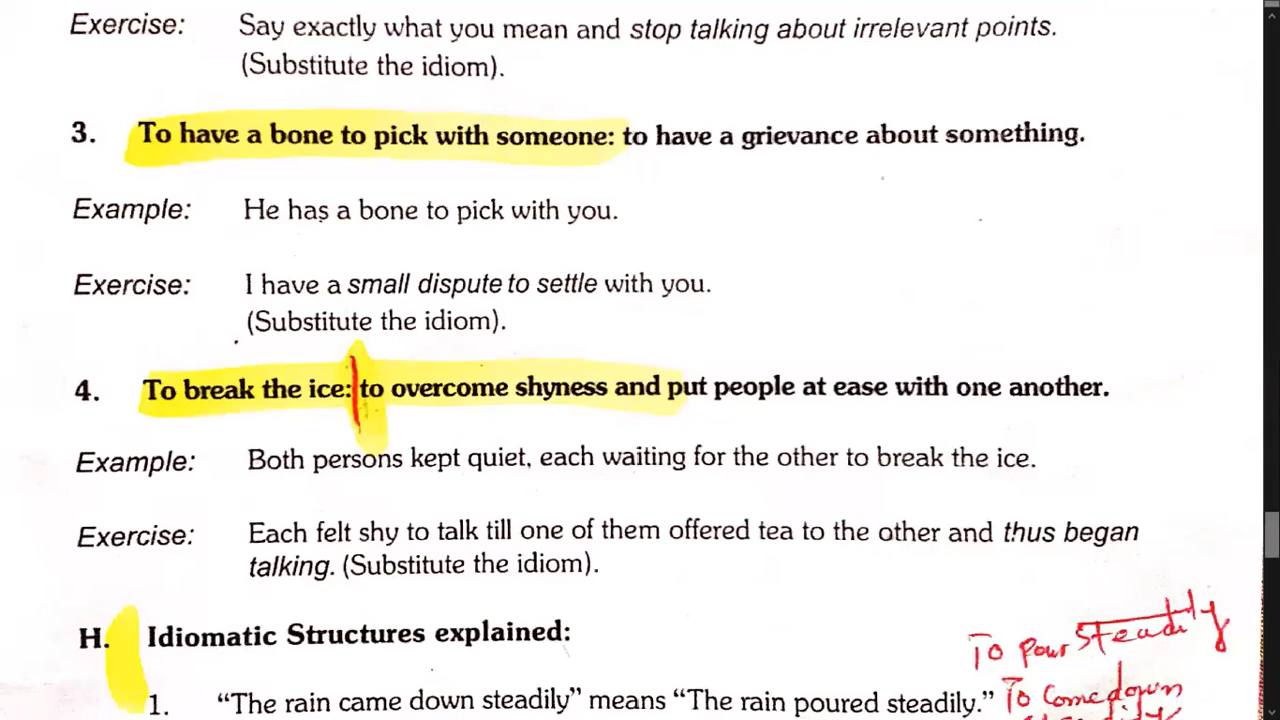 Exercise: Say exactly what you mean and stop talking about irrelevant points.
(Substitute the idiom).
3. To have a bone to pick with someone: to have a grievance about something.
Example: He has a bone to pick with you.
Exercise: I have a small dispute to settle with you.
(Substitute the idiom).
4. To break the ice: to overcome shyness and put people at ease with one another.
Example: Both persons kept quiet, each waiting for the other to break the ice.
Exercise: Each felt shy to talk till one of them offered tea to the other and thus began
talking. (Substitute the idiom).
H. Idiomatic Structures explained:
To pour steadily
1. “The rain came down steadily” means “The rain poured steadily.”
To come down